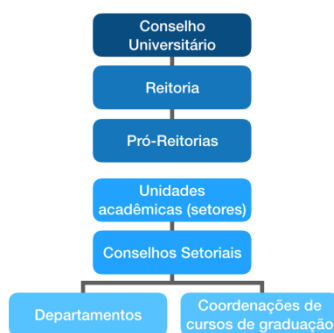 Conselho
Universitário
Reitoria
Pró-Reitorias
Unidades
acadêmicas (setores)
Conselhos Setoriais
Departamentos
Coordenações de
cursos de graduação